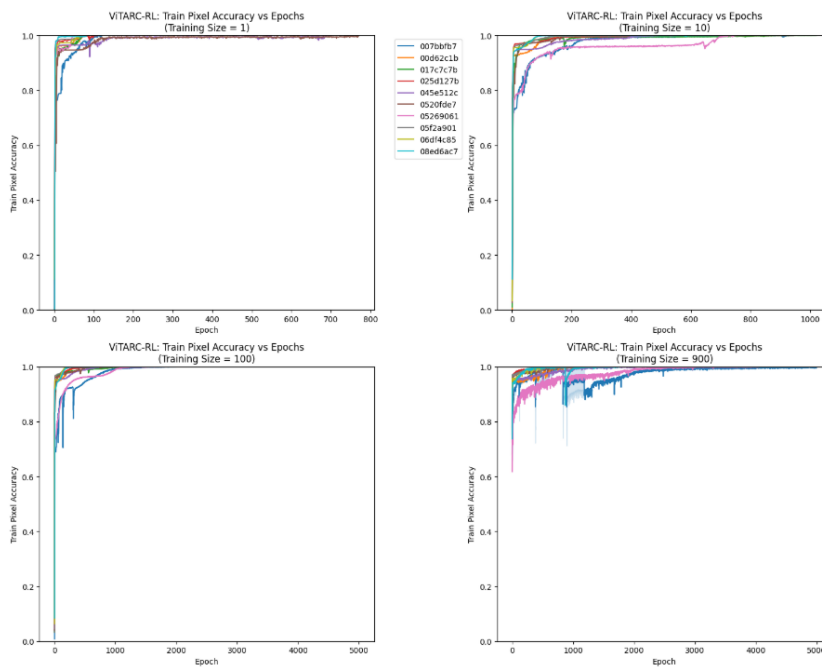 ViTARC-RL: Train Pixel Accuracy vs Epochs
(Training Size = 1)
1.0
0.8
0.6
0.4
0.2
0.0
Train Pixel Accuracy
0 100 200 300 400 500 600 700 800
Epoch
007bbfb7
00d62c1b
017c7c7b
025d127b
045e512c
0520fde7
05269061
05f2a901
06df4c85
08ed6ac7
ViTARC-RL: Train Pixel Accuracy vs Epochs
(Training Size = 10)
1.0
0.8
0.6
0.4
0.2
0.0
Train Pixel Accuracy
0 200 400 600 800 1000
Epoch
ViTARC-RL: Train Pixel Accuracy vs Epochs
(Training Size = 100)
1.0
0.8
0.6
0.4
0.2
0.0
Train Pixel Accuracy
0 1000 2000 3000 4000 5000
Epoch
ViTARC-RL: Train Pixel Accuracy vs Epochs
(Training Size = 900)
1.0
0.8
0.6
0.4
0.2
0.0
Train Pixel Accuracy
0 1000 2000 3000 4000 5000
Epoch